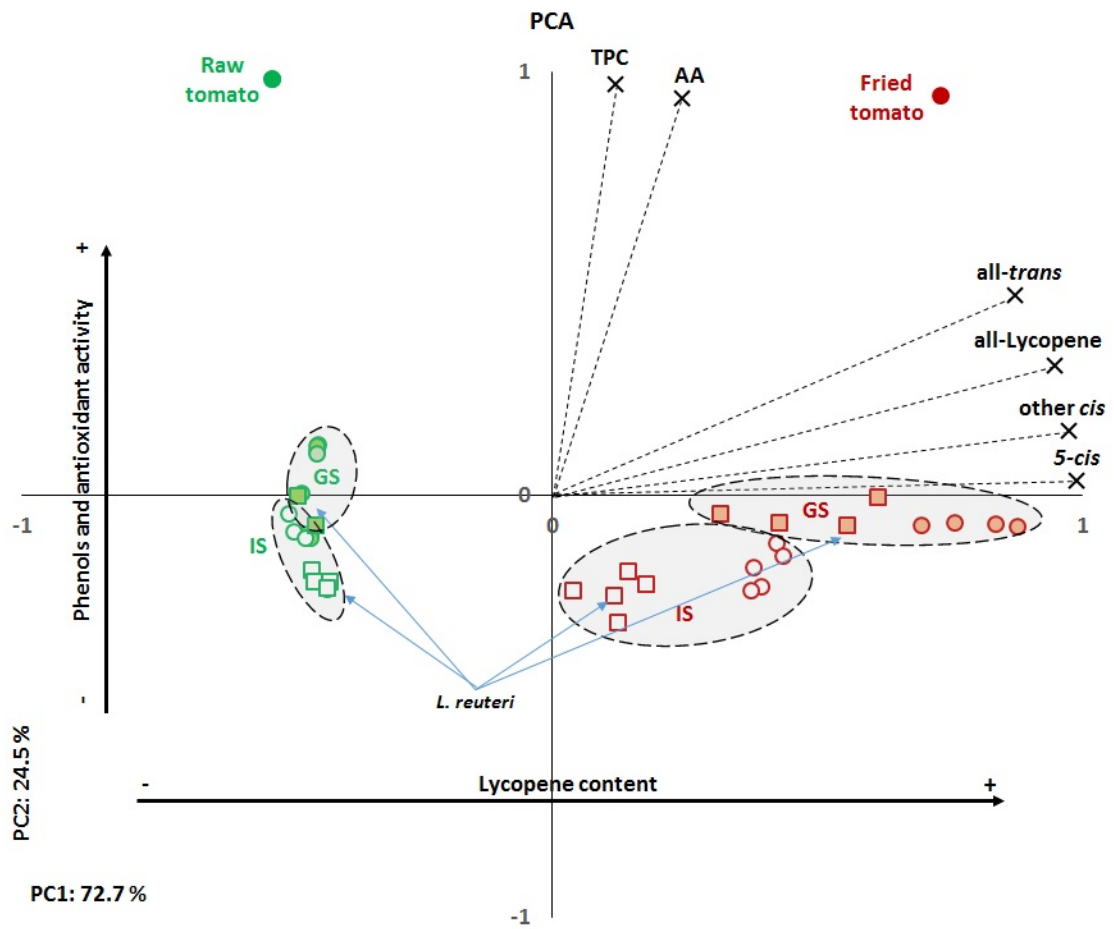 PCA
Raw
tomato
1
TPC
AA
Fried
tomato
+
all-trans
all-Lycopene
other cis
5-cis
Phenols and antioxidant activity
GS
-1
0
0
GS
1
IS
IS
-
L. reuteri
PC2: 24.5 %
-
Lycopene content
+
PC1: 72.7 %
-1